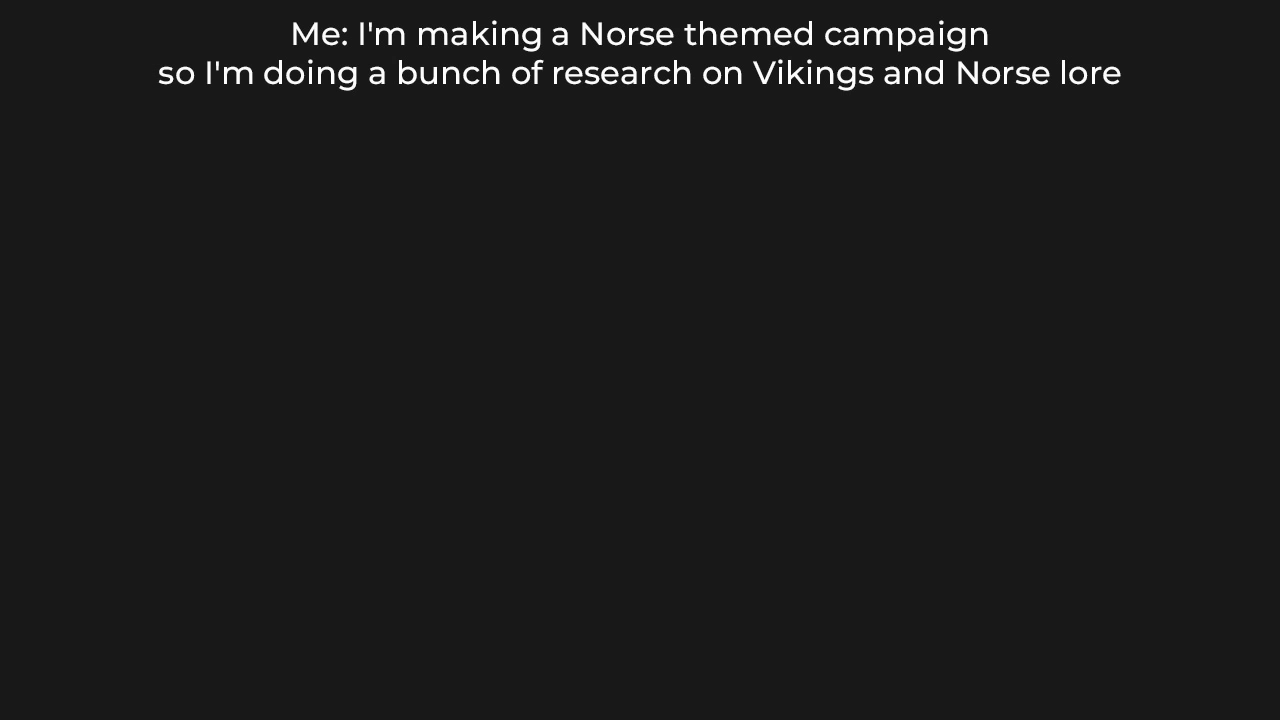 Me: I'm making a Norse themed campaign
so I'm doing a bunch of research on Vikings and Norse lore